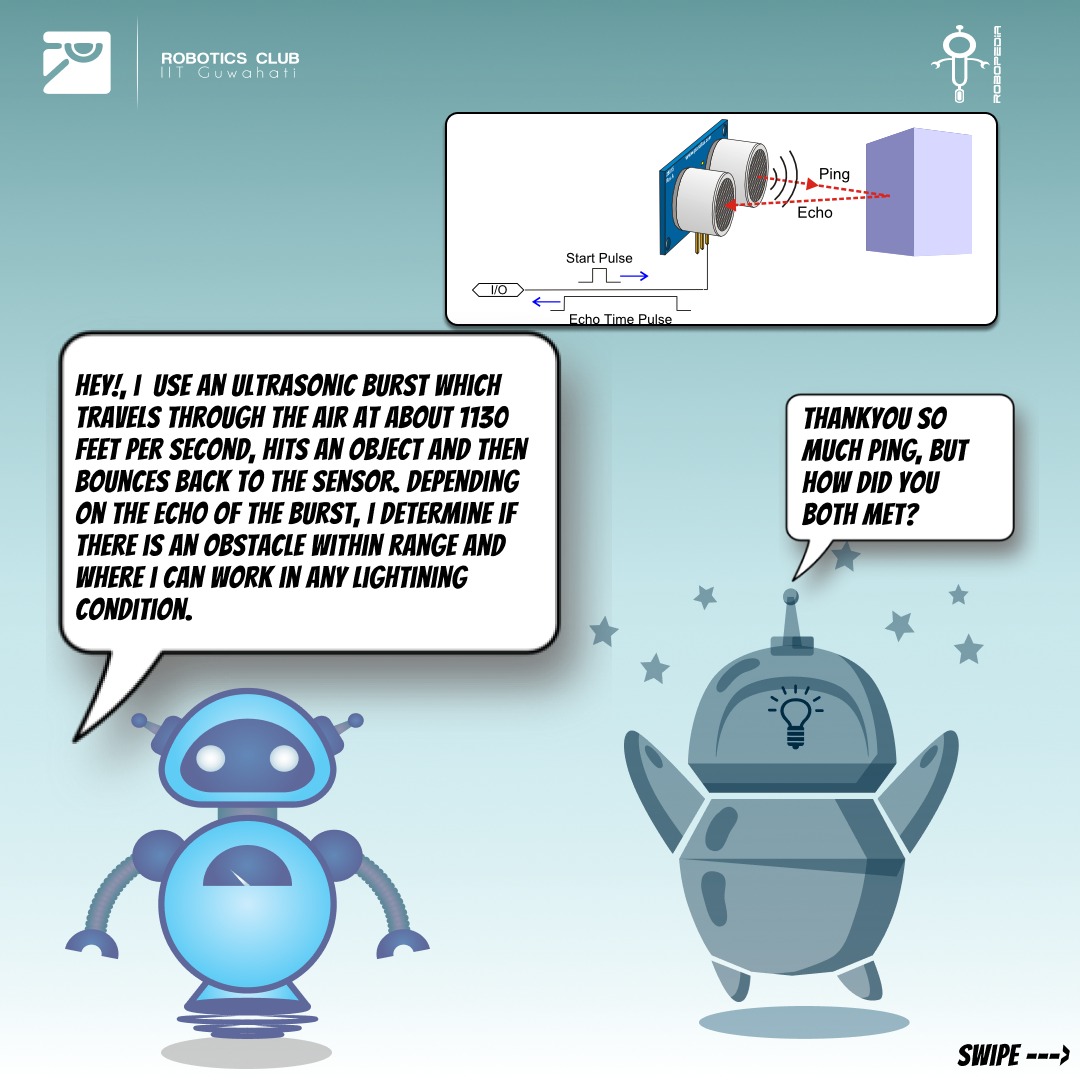 ROBOTICS CLUB
IIT Guwahati
ROBOPEDIA
Ping
Echo
Start Pulse
I/O
Echo Time Pulse
HEY!, I USE AN ULTRASONIC BURST WHICH
TRAVELS THROUGH THE AIR AT ABOUT 1130
FEET PER SECOND, HITS AN OBJECT AND THEN
BOUNCES BACK TO THE SENSOR. DEPENDING
ON THE ECHO OF THE BURST, I DETERMINE IF
THERE IS AN OBSTACLE WITHIN RANGE AND
WHERE I CAN WORK IN ANY LIGHTINING
CONDITION.
THANKYOU SO
MUCH PING, BUT
HOW DID YOU
BOTH MET?
SWIPE --->